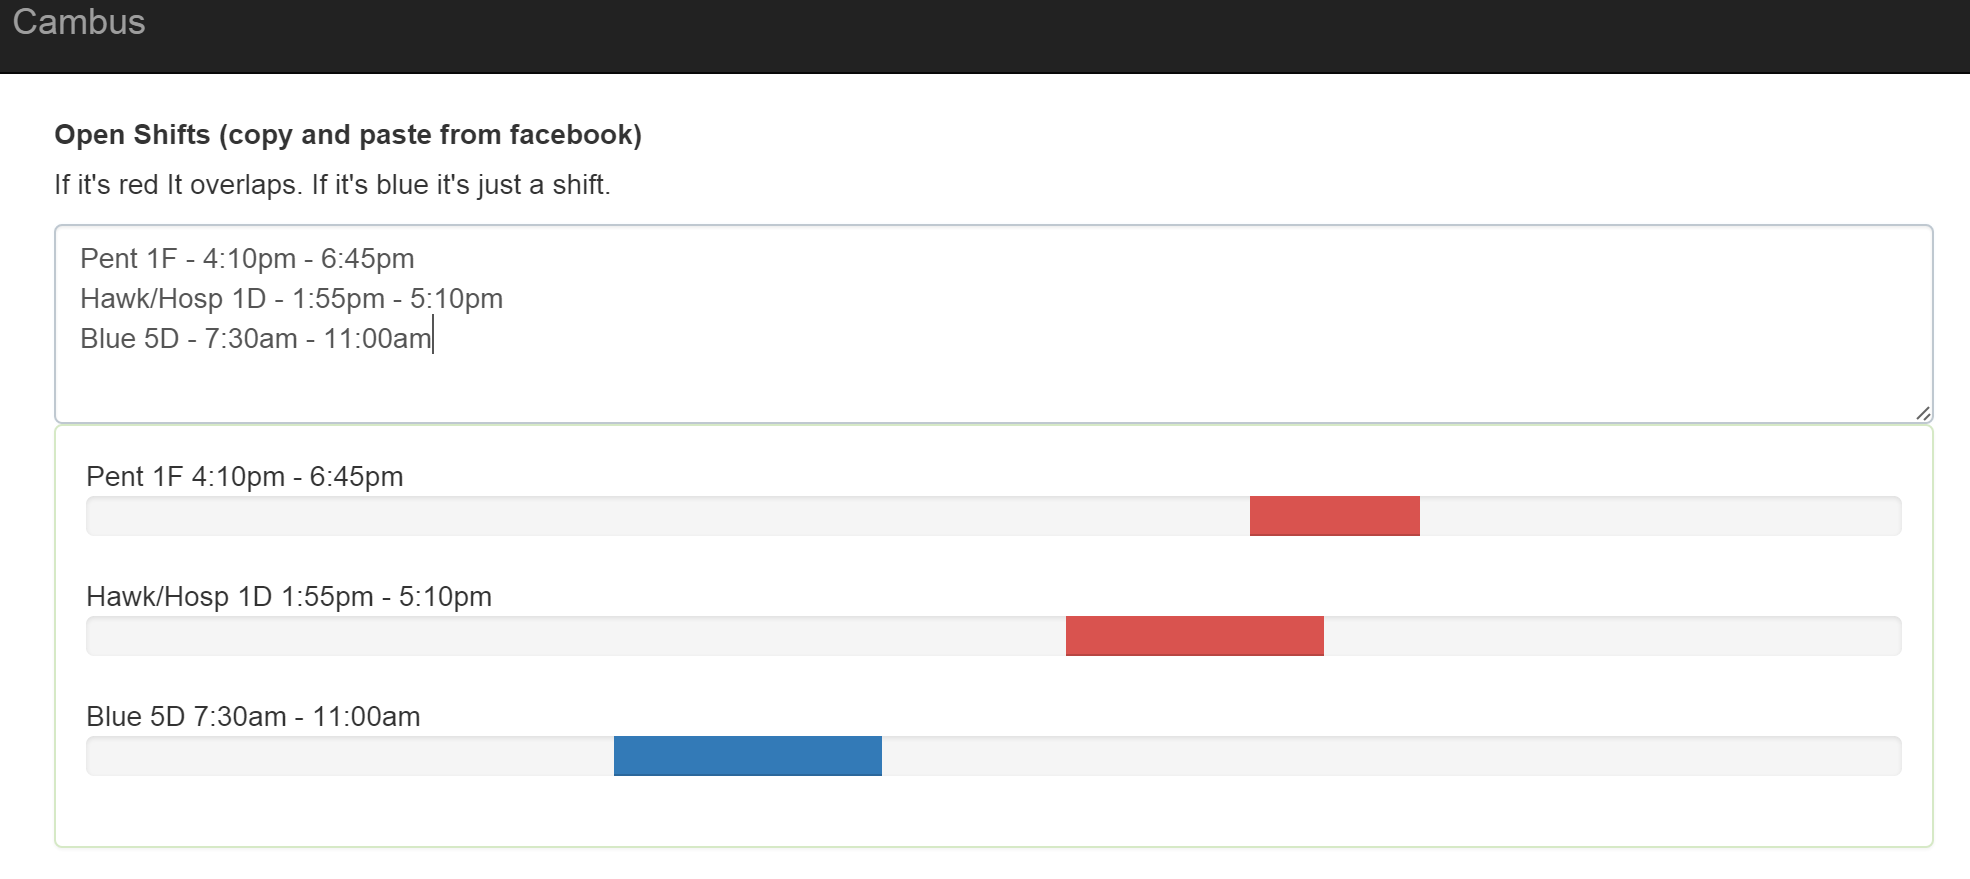 Cambus
Open Shifts (copy and paste from facebook)
If it's red It overlaps. If it's blue it's just a shift.
Pent 1F - 4:10pm - 6:45pm
Hawk/Hosp 1D - 1:55pm - 5:10pm
Blue 5D - 7:30am - 11:00am
Pent 1F 4:10pm - 6:45pm
Hawk/Hosp 1D 1:55pm - 5:10pm
Blue 5D 7:30am - 11:00am